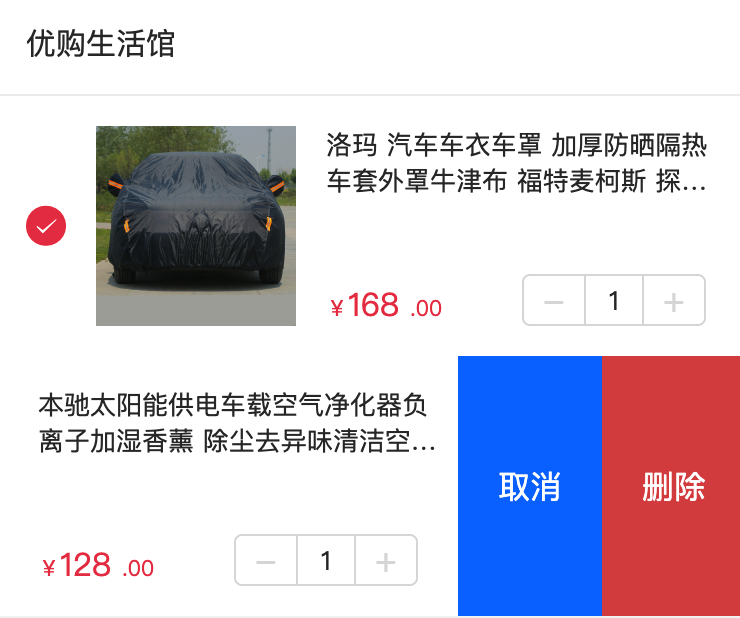 优购生活馆
洛玛 汽车车衣车罩 加厚防晒隔热
车套外罩牛津布 福特麦柯斯 探...
¥168 .00
− 1 +
本驰太阳能供电车载空气净化器负
离子加湿香薰 除尘去异味清洁空...
¥128 .00
− 1 +
取消
删除